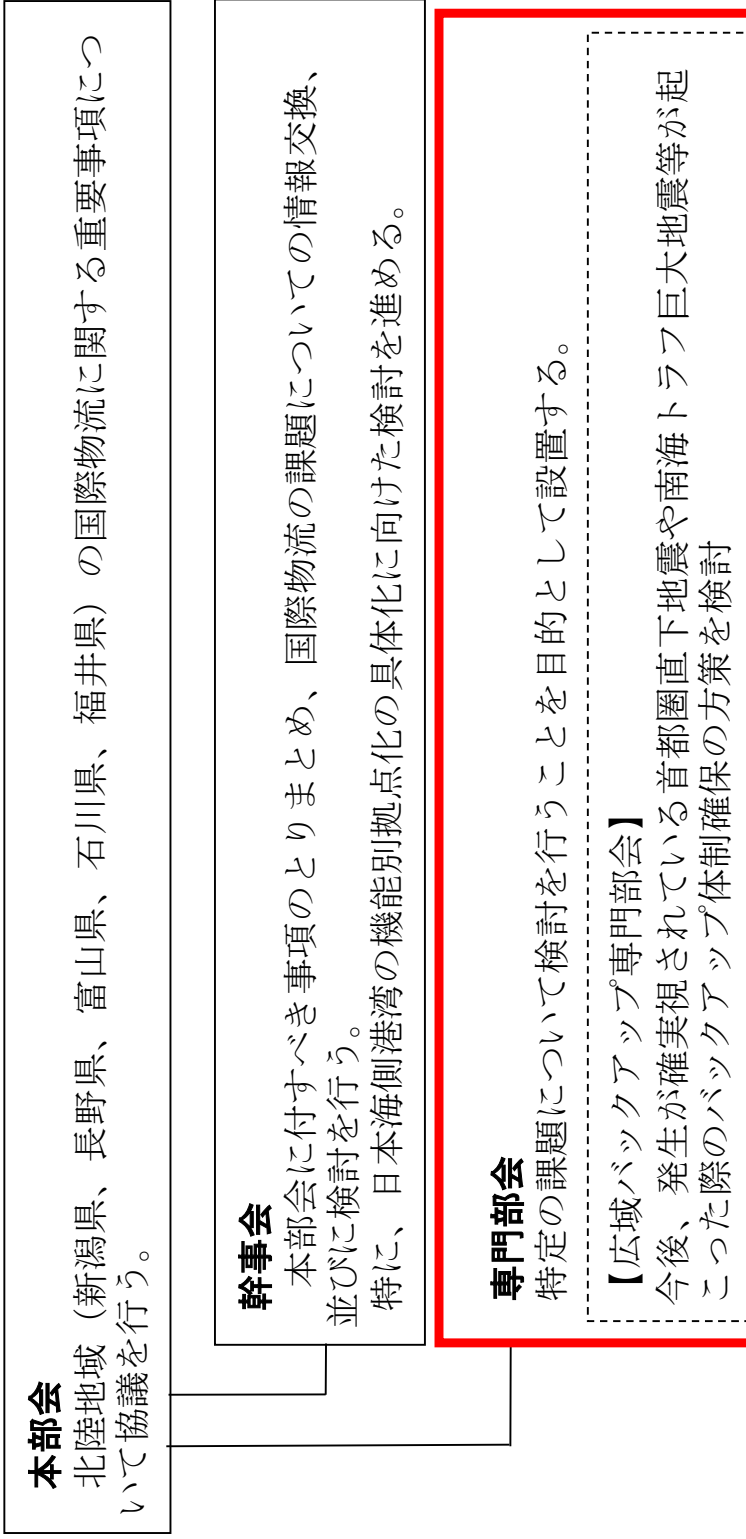 本部会
北陸地域（新潟県、長野県、富山県、石川県、福井県）の国際物流に関する重要事項につ
いて協議を行う。
幹事会
本部会に付すべき事項のとりまとめ、国際物流の課題についての情報交換、
並びに検討を行う。
特に、日本海側港湾の機能別拠点化の具体化に向けた検討を進める。
専門部会
特定の課題について検討を行うことを目的として設置する。
【広域バックアップ専門部会】
今後、発生が確実視されている首都圏直下地震や南海トラフ巨大地震等が起
こった際のバックアップ体制確保の方策を検討